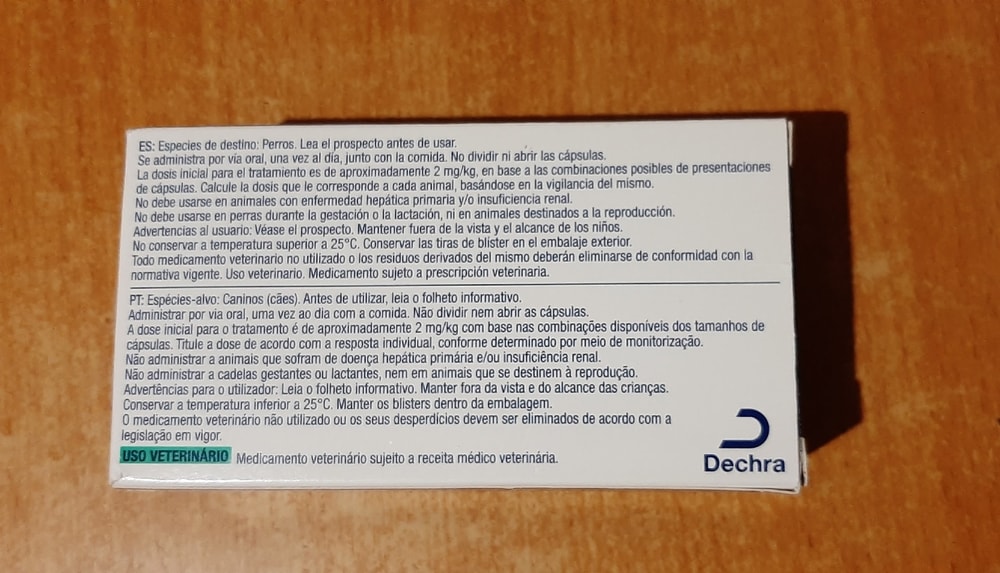 ES: Especies de destino: Perros. Lea el prospecto antes de usar.
Se administra por vía oral, una vez al día, junto con la comida. No dividir ni abrir las cápsulas.
La dosis inicial para el tratamiento es de aproximadamente 2 mg/kg, en base a las combinaciones posibles de presentaciones
de cápsulas. Calcule la dosis que le corresponde a cada animal, basándose en la vigilancia del mismo.
No debe usarse en animales con enfermedad hepática primaria y/o insuficiencia renal.
No debe usarse en perras durante la gestación o la lactación, ni en animales destinados a la reproducción.
Advertencias al usuario: Véase el prospecto. Mantener fuera de la vista y el alcance de los niños.
No conservar a temperatura superior a 25°C. Conservar las tiras de blíster en el embalaje exterior.
Todo medicamento veterinario no utilizado o los residuos derivados del mismo deberán eliminarse de conformidad con la
normativa vigente. Uso veterinario. Medicamento sujeto a prescripción veterinaria.
PT: Espécies-alvo: Caninos (cães). Antes de utilizar, leia o folheto informativo.
Administrar por via oral, uma vez ao dia com a comida. Não dividir nem abrir as cápsulas.
A dose inicial para o tratamento é de aproximadamente 2 mg/kg com base nas combinações disponíveis dos tamanhos de
cápsulas. Titule a dose de acordo com a resposta individual, conforme determinado por meio de monitorização.
Não administrar a animais que sofram de doença hepática primária e/ou insuficiência renal.
Não administrar a cadelas gestantes ou lactantes, nem em animais que se destinem à reprodução.
Advertências para o utilizador: Leia o folheto informativo. Manter fora da vista e do alcance das crianças.
Conservar a temperatura inferior a 25°C. Manter os blisters dentro da embalagem.
O medicamento veterinário não utilizado ou os seus desperdícios devem ser eliminados de acordo com a
legislação em vigor.
USO VETERINÁRIO Medicamento veterinário sujeito a receita médico veterinária.
Dechra